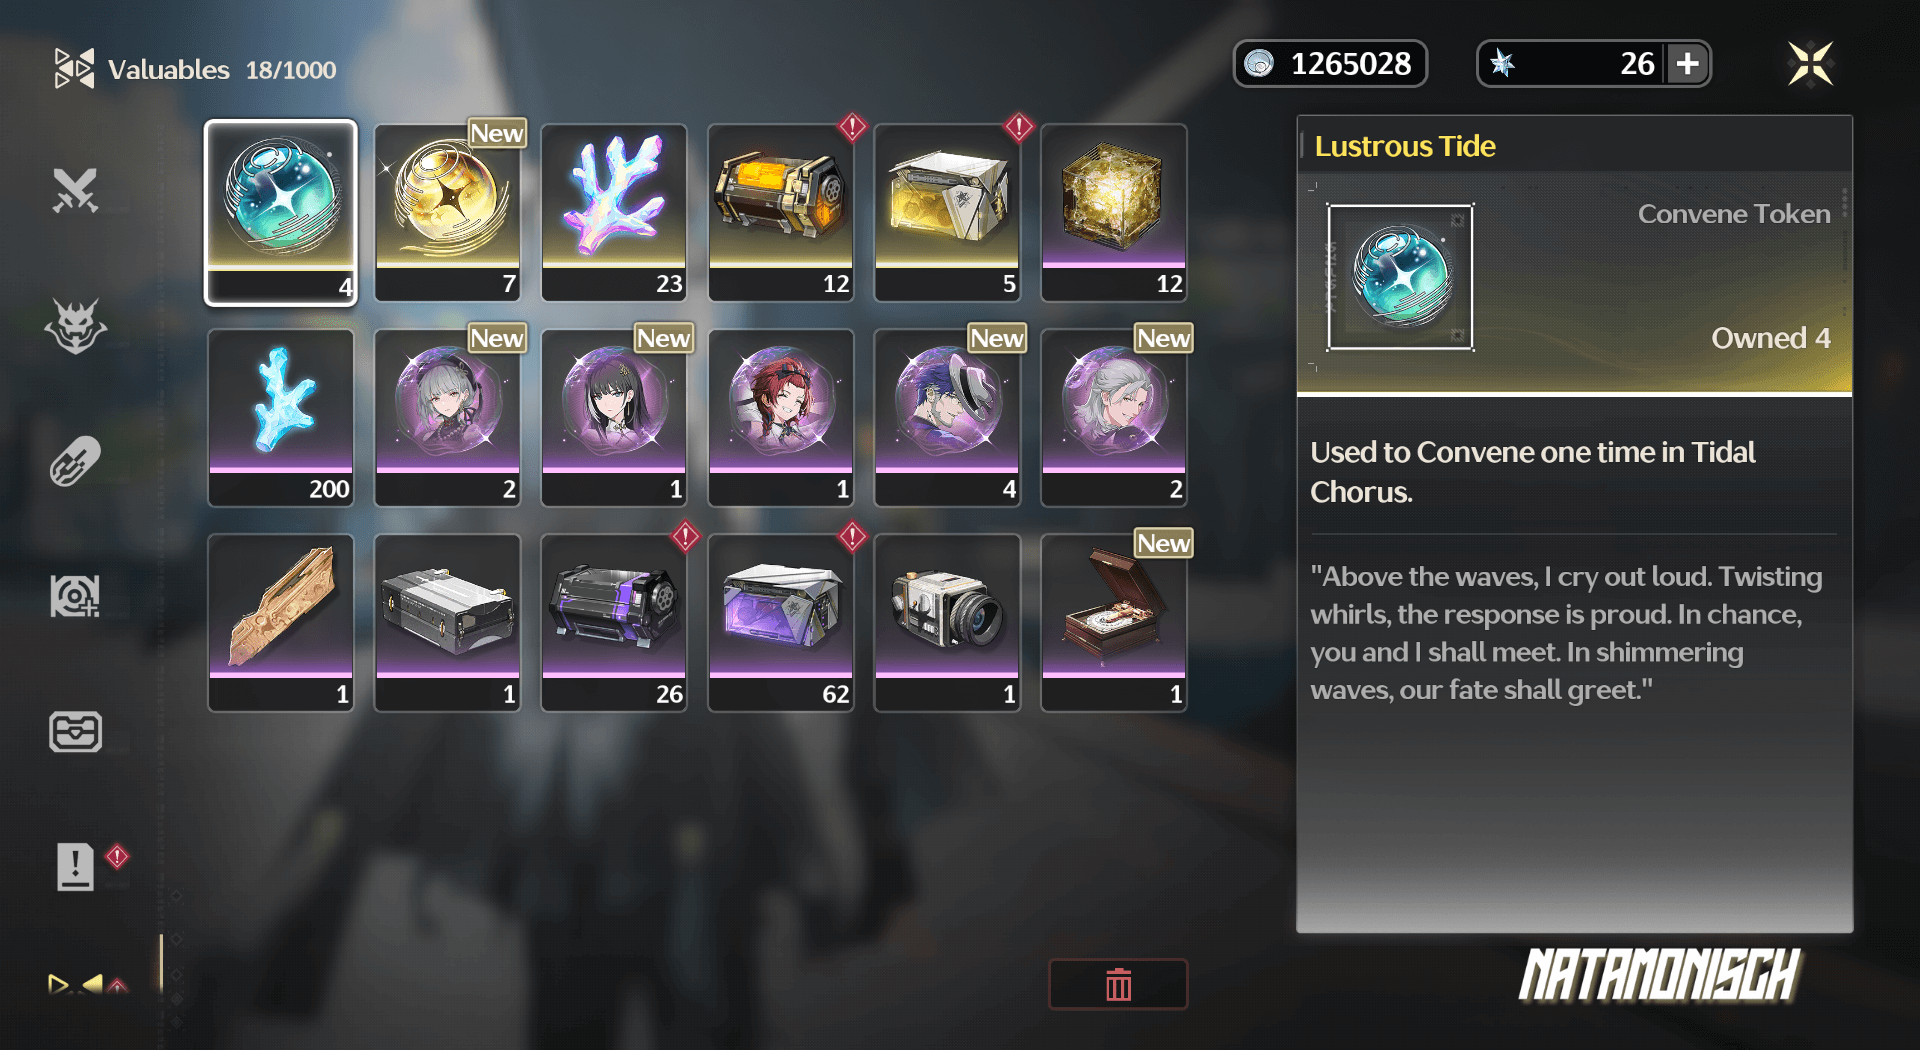 Valuables 18/1000
1265028
26
4
New
7
23
12
5
12
200
New
2
New
1
1
New
4
New
2
1
1
26
62
1
New
1
Lustrous Tide
Convene Token
Owned 4
Used to Convene one time in Tidal
Chorus.
"Above the waves, I cry out loud. Twisting
whirls, the response is proud. In chance,
you and I shall meet. In shimmering
waves, our fate shall greet."
NATAMONISCH